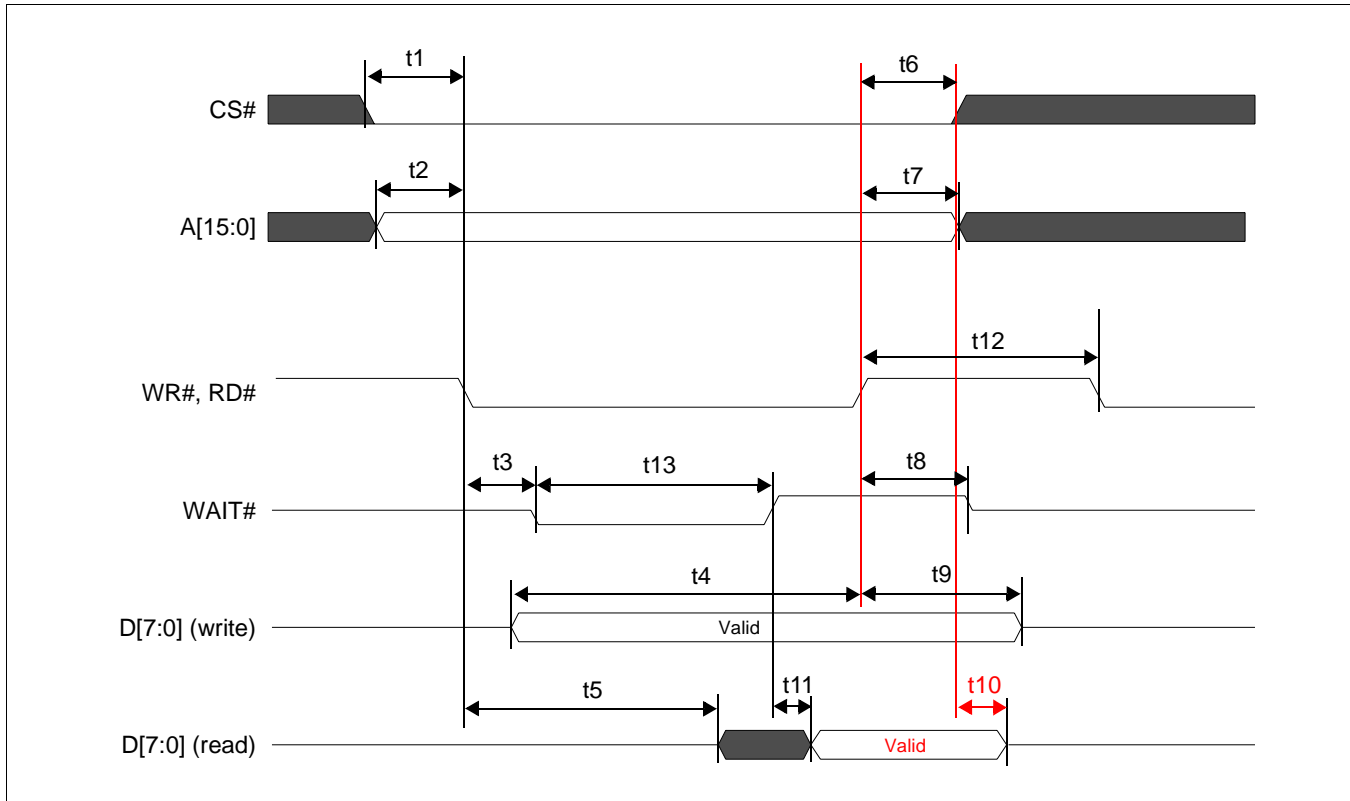 t1
t6
CS#
t2
t7
A[15:0]
t12
WR#, RD#
t3
t13
t8
WAIT#
t4
t9
D[7:0] (write)
Valid
t5
t11
t10
D[7:0] (read)
Valid